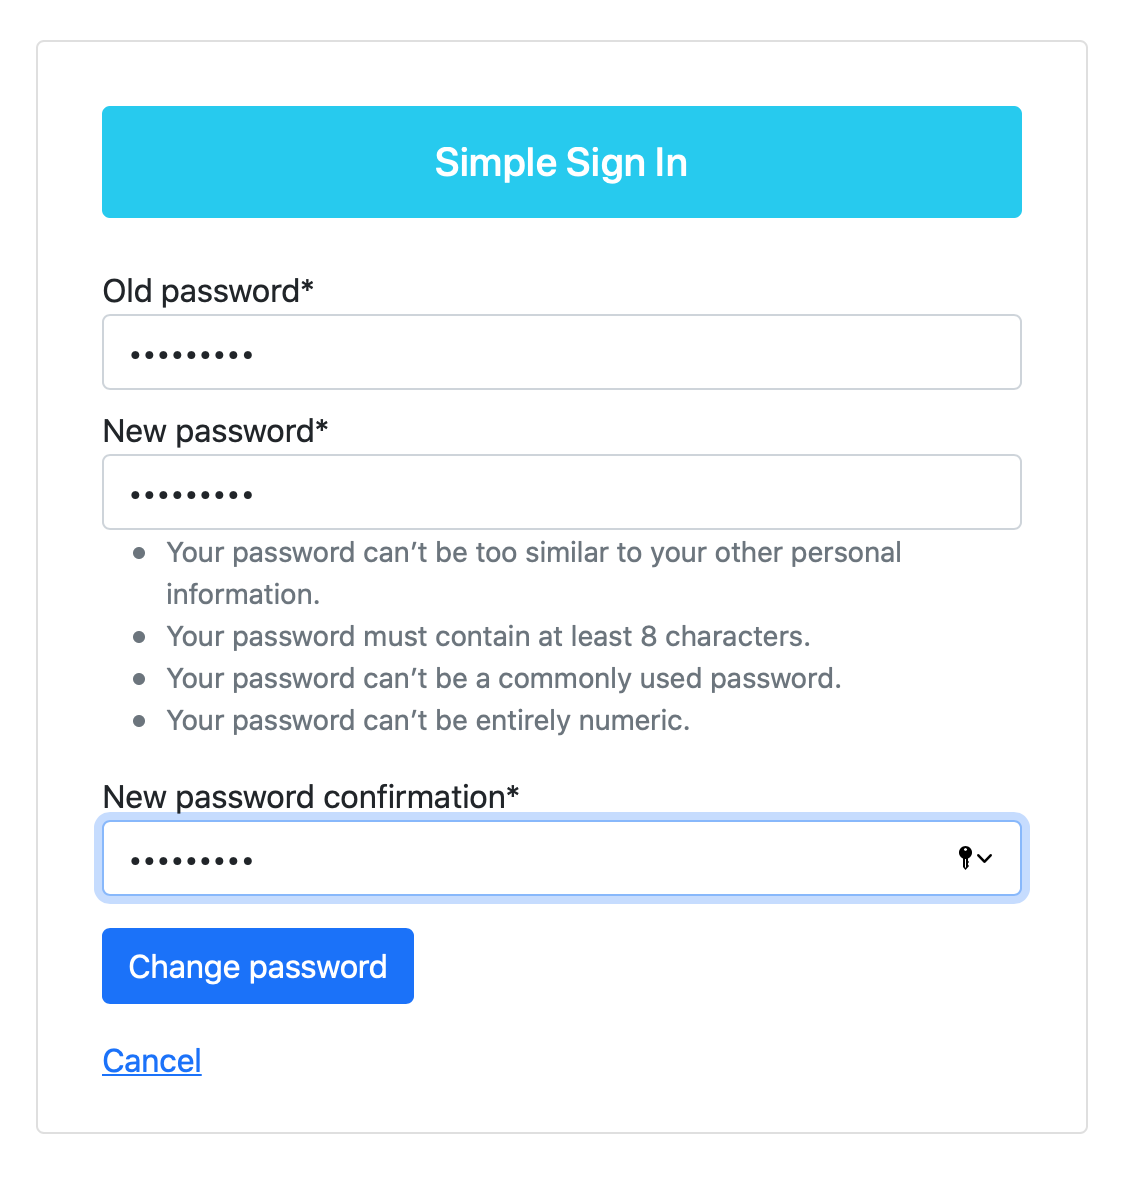 Simple Sign In
Old password*
•••••••••
New password*
•••••••••
• Your password can’t be too similar to your other personal
information.
• Your password must contain at least 8 characters.
• Your password can’t be a commonly used password.
• Your password can’t be entirely numeric.
New password confirmation*
•••••••••
Change password
Cancel